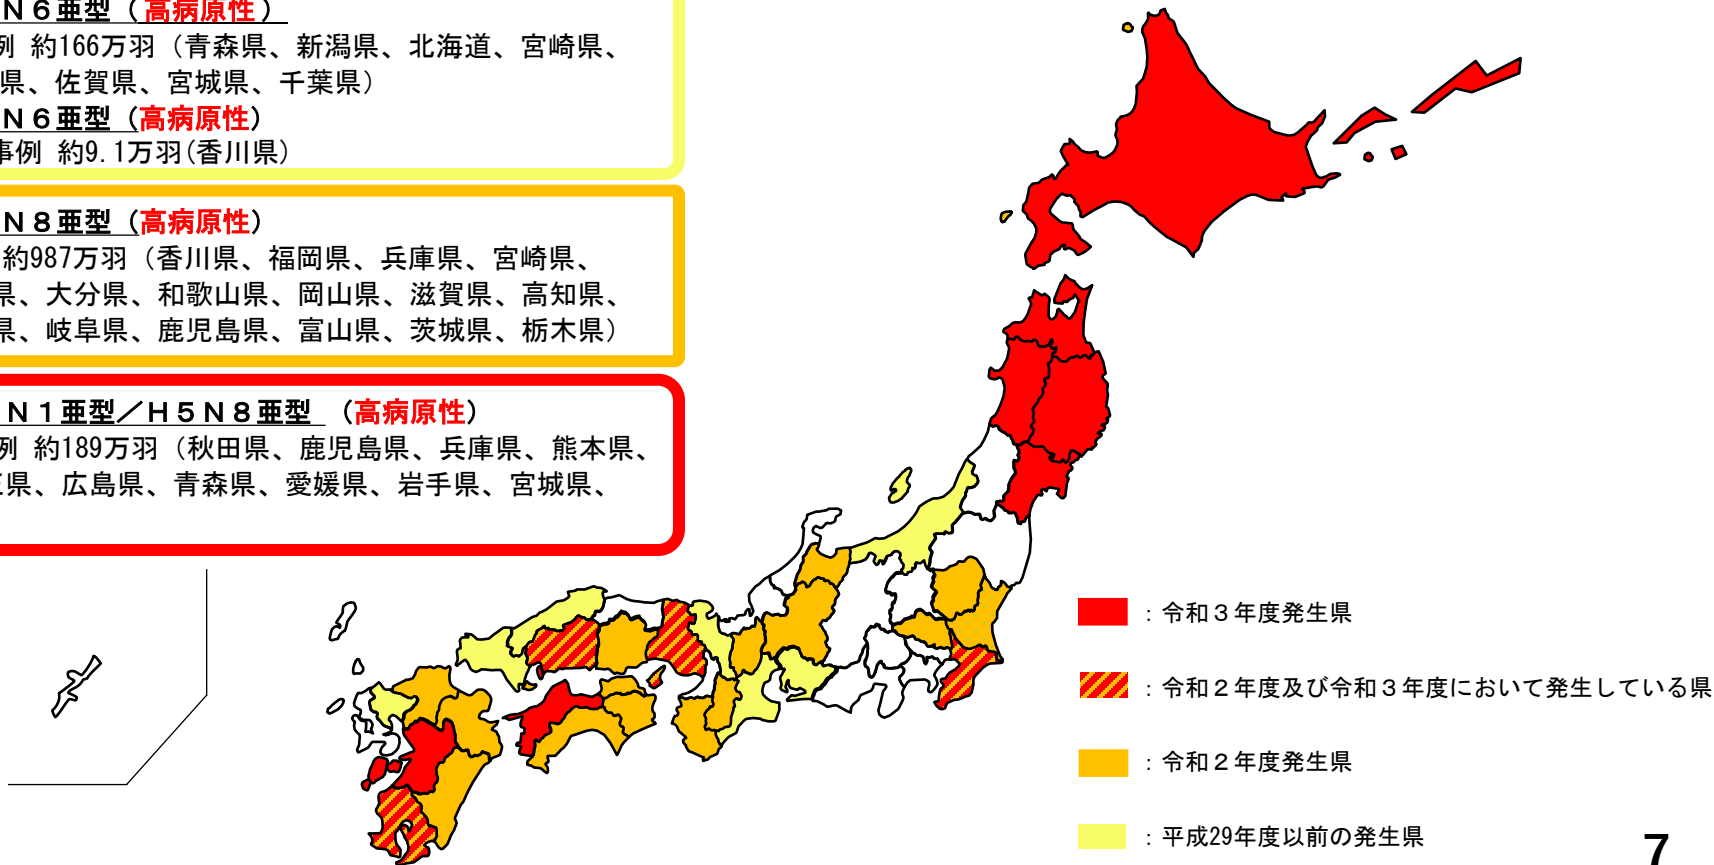 Ｎ６亜型（高病原性）
例 約166万羽（青森県、新潟県、北海道、宮崎県、
県、佐賀県、宮城県、千葉県）
Ｎ６亜型（高病原性）
事例 約9.1万羽(香川県）
Ｎ８亜型（高病原性）
約987万羽（香川県、福岡県、兵庫県、宮崎県、
県、大分県、和歌山県、岡山県、滋賀県、高知県、
県、岐阜県、鹿児島県、富山県、茨城県、栃木県）
Ｎ１亜型／Ｈ５Ｎ８亜型 （高病原性）
例 約189万羽（秋田県、鹿児島県、兵庫県、熊本県、
県、広島県、青森県、愛媛県、岩手県、宮城県、
：令和３年度発生県
：令和２年度及び令和３年度において発生している県
：令和２年度発生県
：平成29年度以前の発生県
7